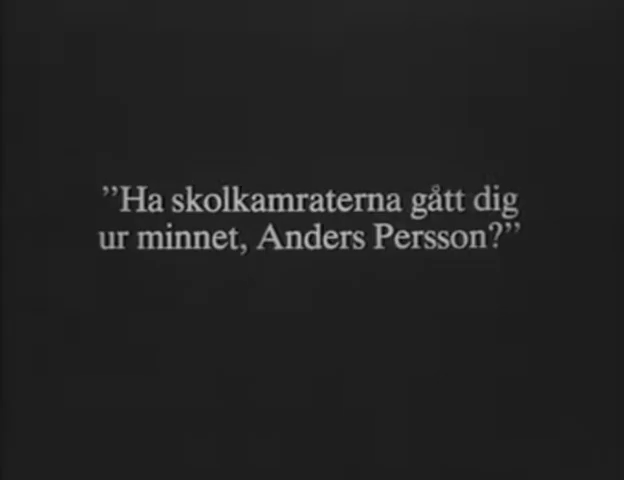 ”Ha skolkamraterna gått dig
ur minnet, Anders Persson?”